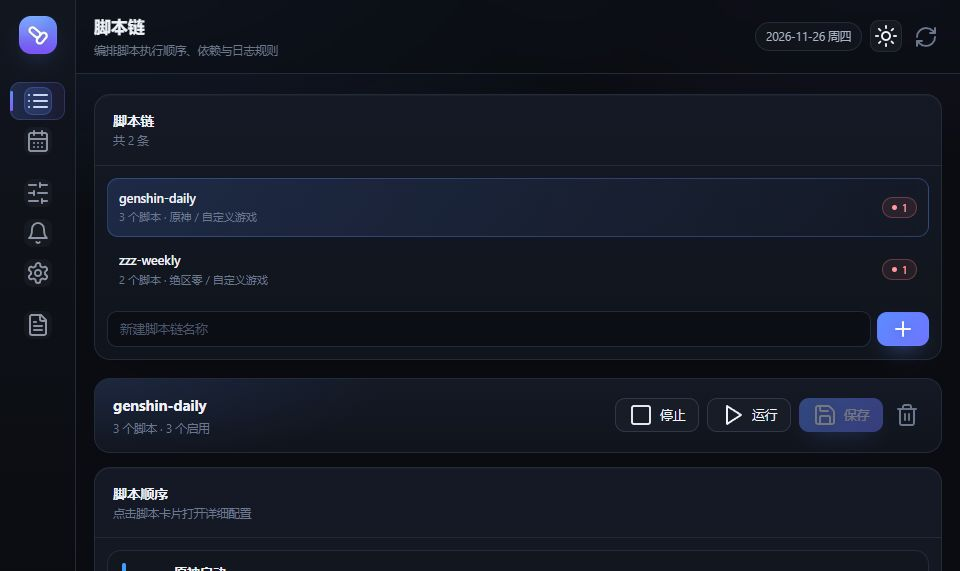 脚本链
编排脚本执行顺序、依赖与日志规则
2026-11-26 周四
脚本链
共 2 条
genshin-daily
3 个脚本 · 原神 / 自定义游戏
1
zzz-weekly
2 个脚本 · 绝区零 / 自定义游戏
1
新建脚本链名称
genshin-daily
3 个脚本 · 3 个启用
停止
运行
保存
脚本顺序
点击脚本卡片打开详细配置
原神启动